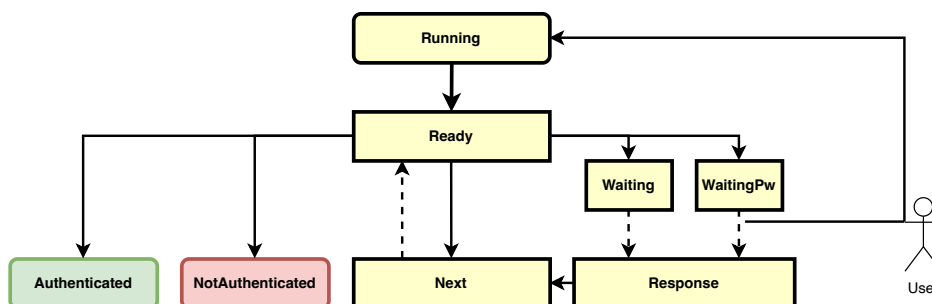 Running
Ready
Waiting
WaitingPw
Authenticated
NotAuthenticated
Next
Response
Use